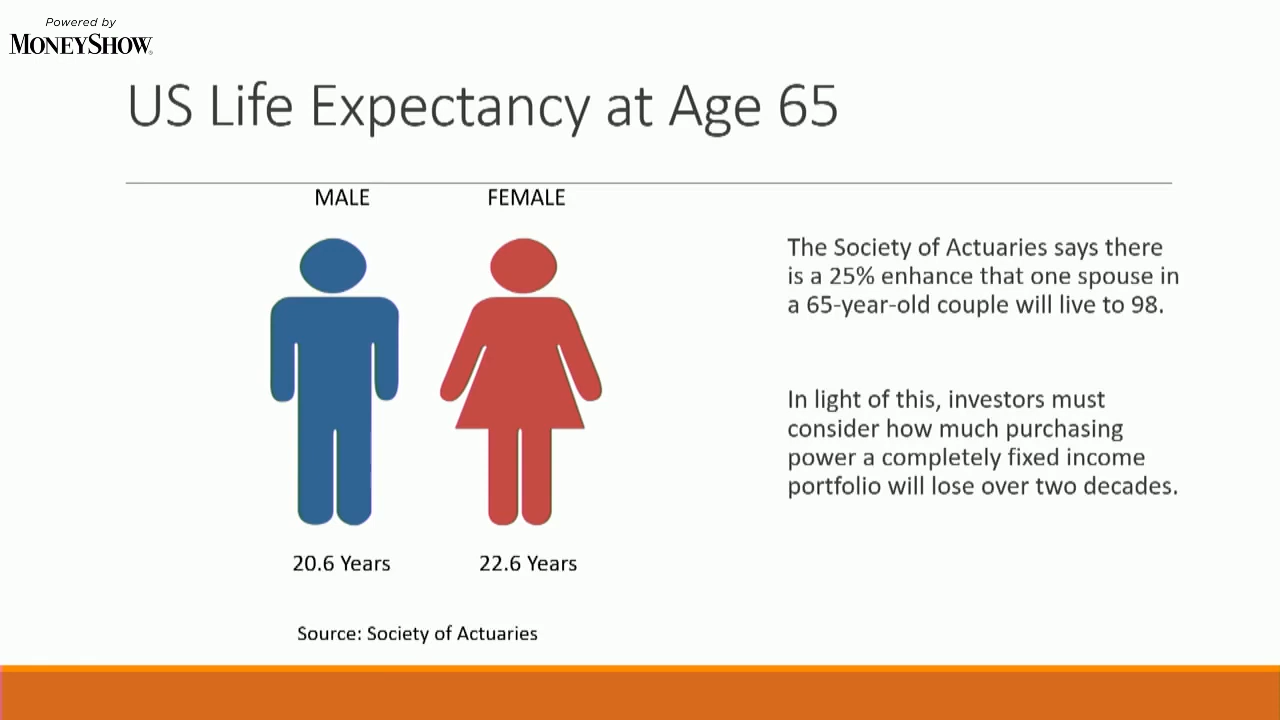 Powered by
MONEYSHOW
US Life Expectancy at Age 65
MALE FEMALE
The Society of Actuaries says there
is a 25% enhance that one spouse in
a 65-year-old couple will live to 98.
In light of this, investors must
consider how much purchasing
power a completely fixed income
portfolio will lose over two decades.
20.6 Years 22.6 Years
Source: Society of Actuaries